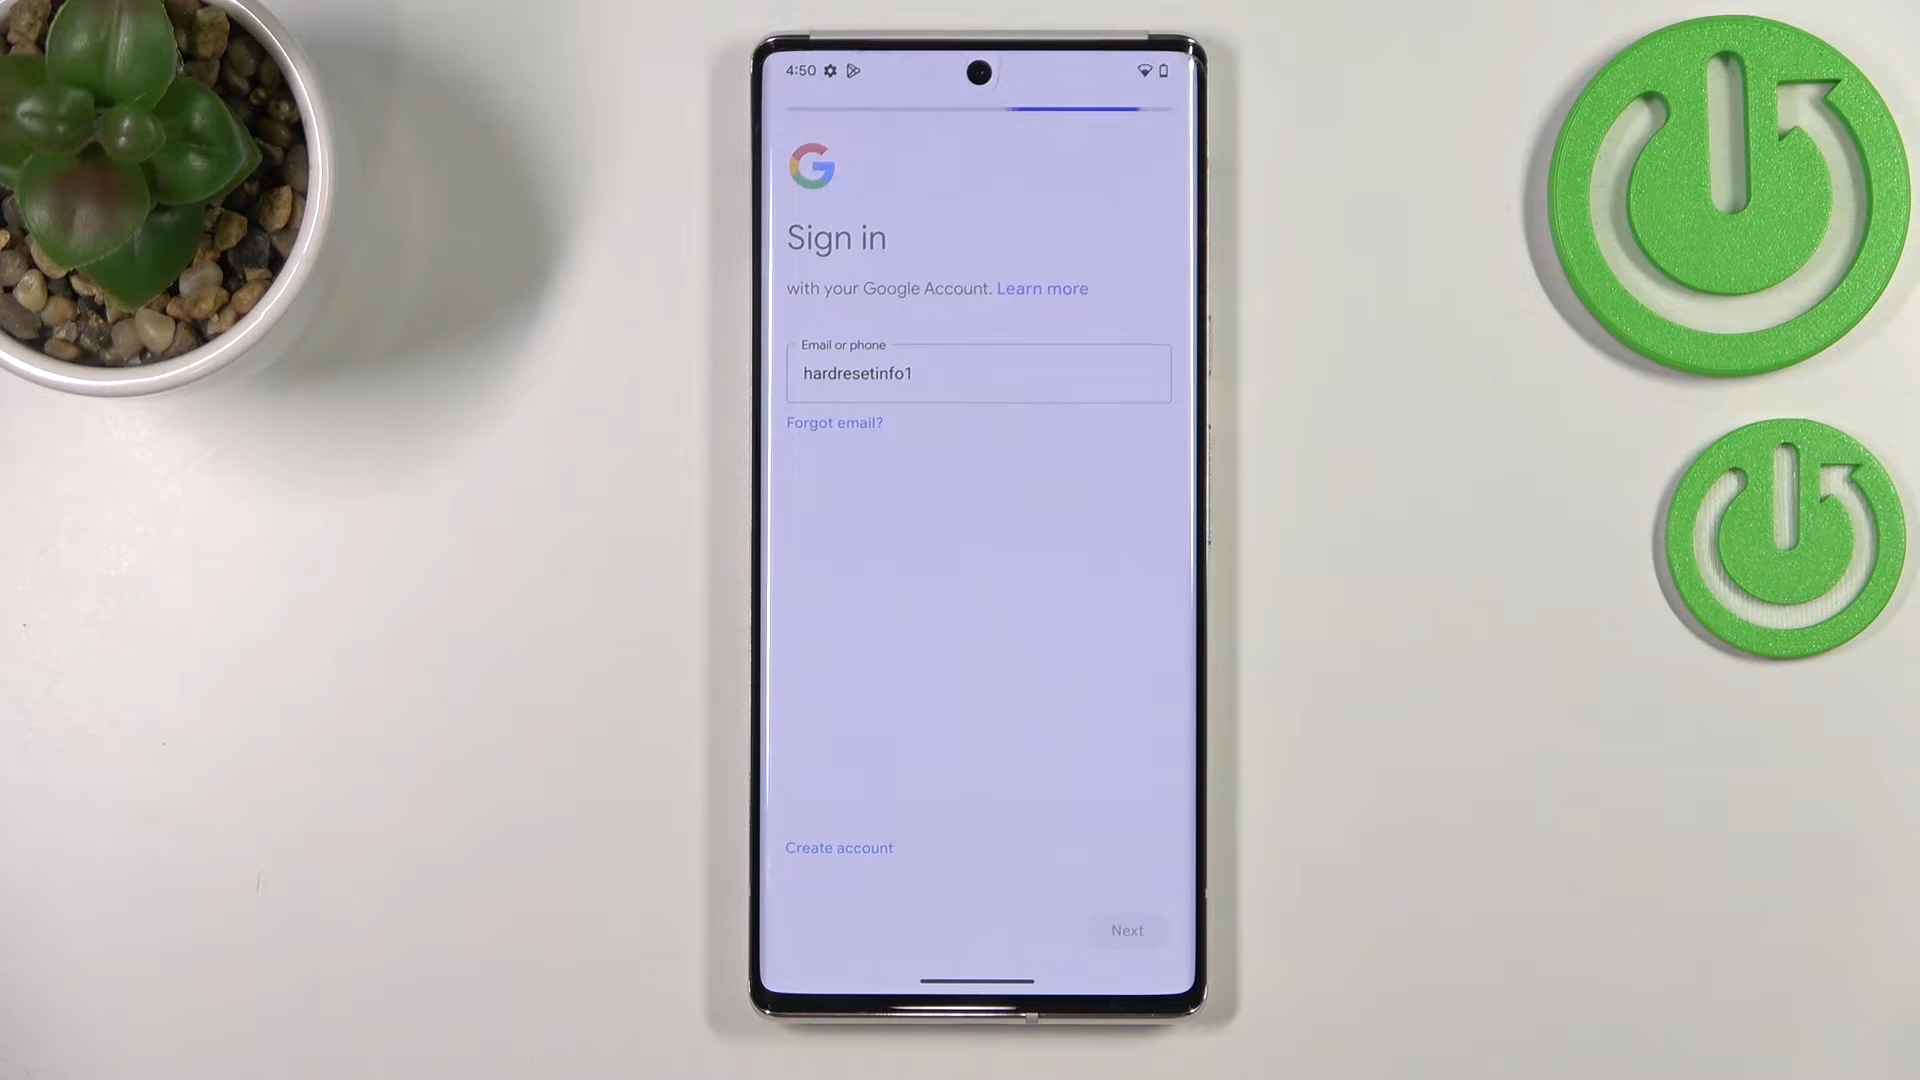 4:50
Sign in
with your Google Account. Learn more
Email or phone
hardresetinfo1
Forgot email?
Create account
Next